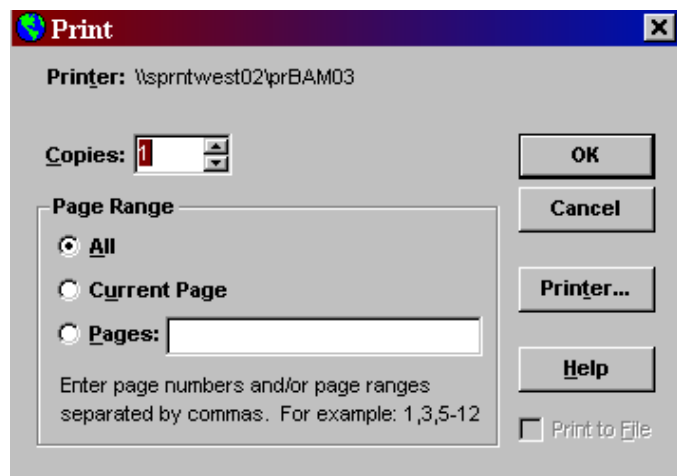 Print
Printer: \\sprntwest02\prBAM03
Copies: 1
OK
Page Range
Cancel
All
Current Page
Printer...
Pages:
Help
Enter page numbers and/or page ranges
separated by commas. For example: 1,3,5-12
Print to File